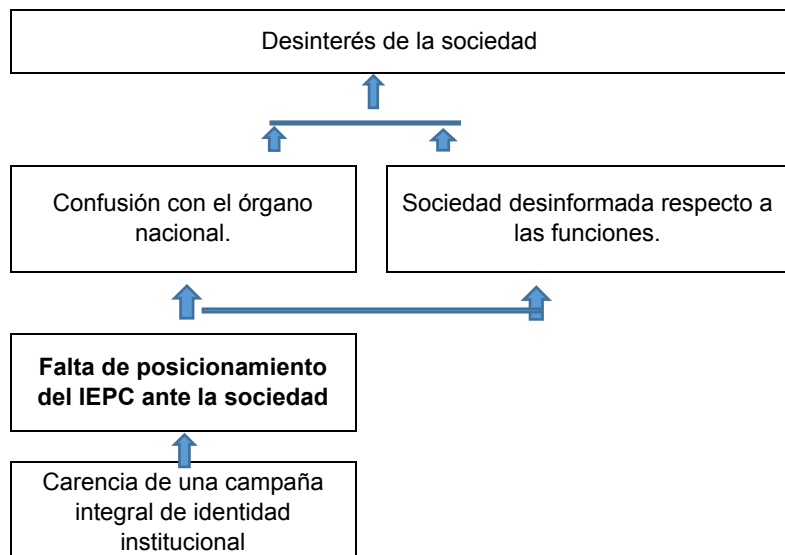 Desinterés de la sociedad
Confusión con el órgano
nacional.
Sociedad desinformada respecto a
las funciones.
Falta de posicionamiento
del IEPC ante la sociedad
Carencia de una campaña
integral de identidad
institucional